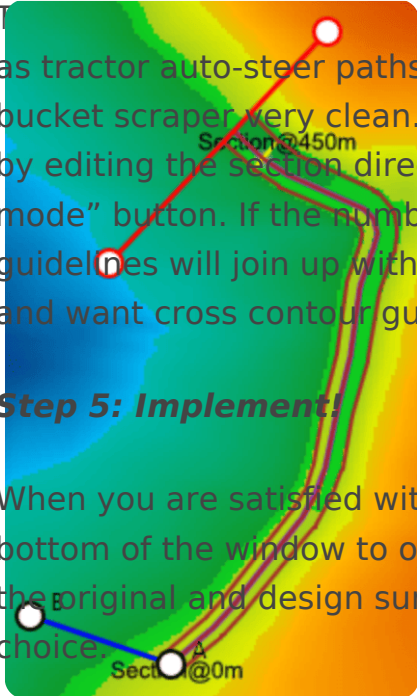 T
as tractor auto-steer paths
bucket scraper very clean.
Section@450m
by editing the section dire
mode” button. If the numb
guidelines will join up with
and want cross contour gu
Step 5: Implement!
When you are satisfied wit
bottom of the window to o
B
the original and design sur
A
choice.
Section@0m